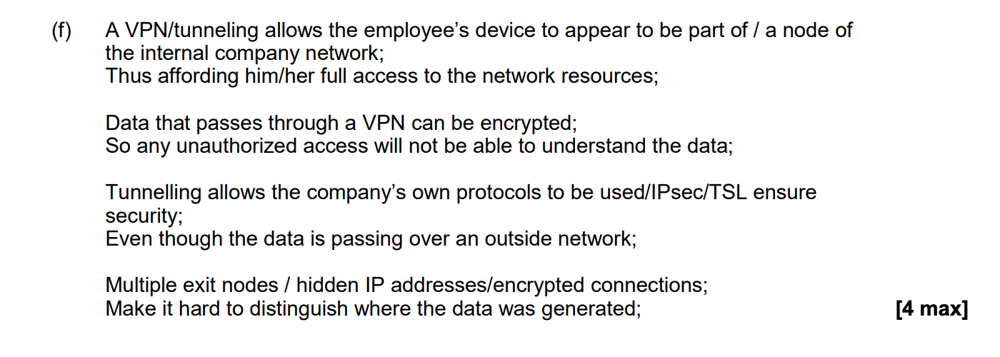 (f) A VPN/tunneling allows the employee’s device to appear to be part of / a node of
the internal company network;
Thus affording him/her full access to the network resources;
Data that passes through a VPN can be encrypted;
So any unauthorized access will not be able to understand the data;
Tunnelling allows the company’s own protocols to be used/IPsec/TSL ensure
security;
Even though the data is passing over an outside network;
Multiple exit nodes / hidden IP addresses/encrypted connections;
Make it hard to distinguish where the data was generated; [4 max]